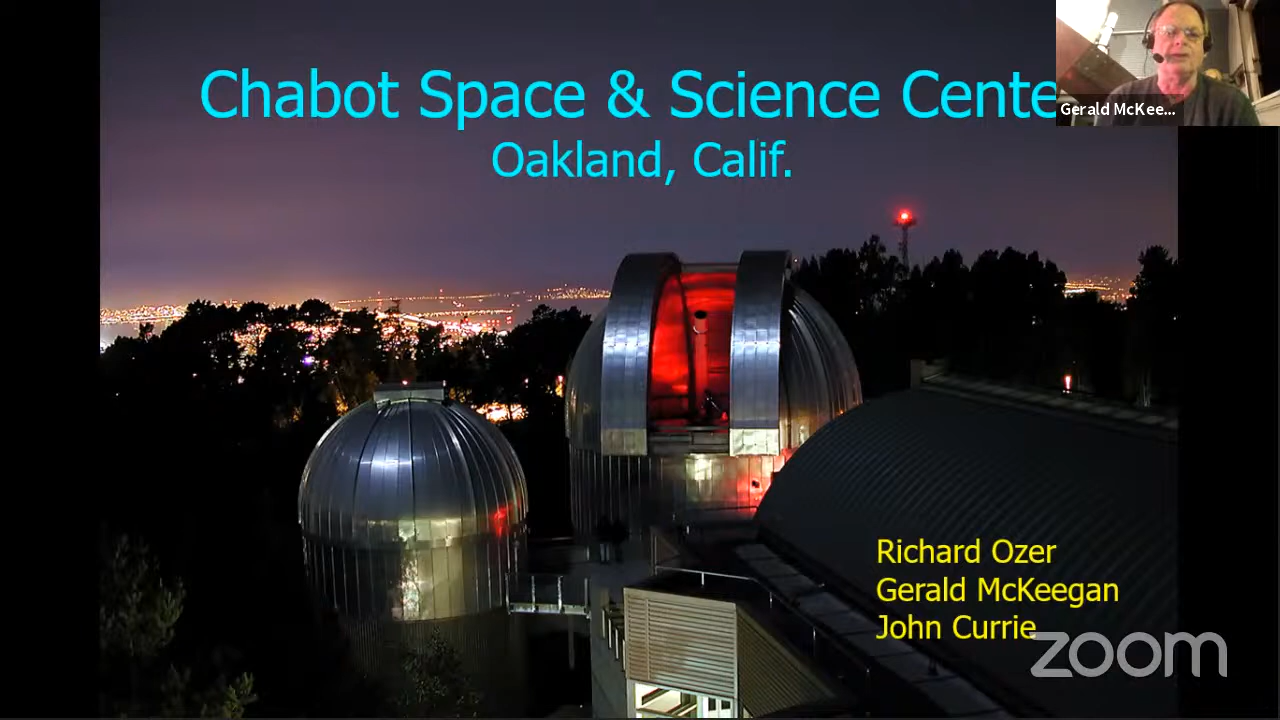 Chabot Space & Science Cente
Oakland, Calif.
Gerald McKee...
Richard Ozer
Gerald McKeegan
John Currie
zoom